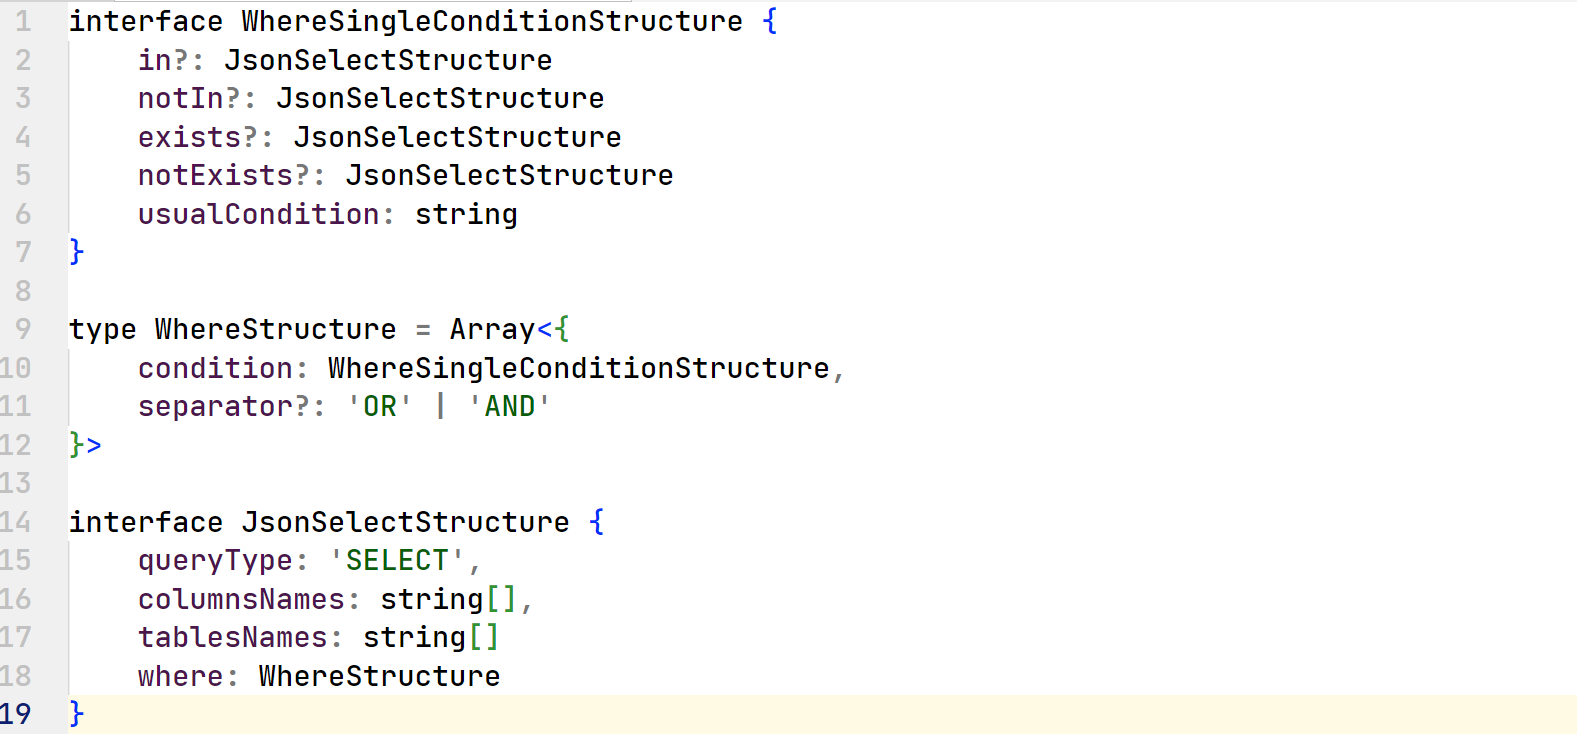 1 interface WhereSingleConditionStructure {
2     in?: JsonSelectStructure
3     notIn?: JsonSelectStructure
4     exists?: JsonSelectStructure
5     notExists?: JsonSelectStructure
6     usualCondition: string
7 }
8
9 type WhereStructure = Array<{
10     condition: WhereSingleConditionStructure,
11     separator?: 'OR' | 'AND'
12 }>
13
14 interface JsonSelectStructure {
15     queryType: 'SELECT',
16     columnsNames: string[],
17     tablesNames: string[]
18     where: WhereStructure
19 }